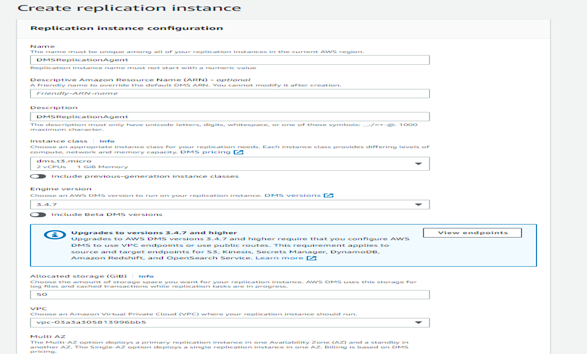 Create replication instance
Replication instance configuration
Name
The name must be unique among all of your replication instances in the current AWS region.
DMSReplicationAgent
Replication instance name must not start with a numeric value
Descriptive Amazon Resource Name (ARN) - optional
A friendly name to override the default DMS ARN. You cannot modify it after creation.
Friendly-ARN-name
Description
DMSReplicationAgent
The description must only have unicode letters, digits, whitespace, or one of these symbols: _.:/=+-@. 1000
maximum character.
Instance class | Info
Choose an appropriate instance class for your replication needs. Each instance class provides differing levels of
compute, network and memory capacity. DMS pricing
dms.t3.micro
2 vCPUs 1 GiB Memory
Include previous-generation instance classes
Engine version
Choose an AWS DMS version to run on your replication instance. DMS versions
3.4.7
Include Beta DMS versions
Upgrades to versions 3.4.7 and higher
View endpoints
Upgrades to AWS DMS versions 3.4.7 and higher require that you configure AWS
DMS to use VPC endpoints or use public routes. This requirement applies to
source and target endpoints for S3, Kinesis, Secrets Manager, DynamoDB,
Amazon Redshift, and OpenSearch Service. Learn more
Allocated storage (GiB) | Info
Choose the amount of storage space you want for your replication instance. AWS DMS uses this storage for
log files and cached transactions while replication tasks are in progress.
50
VPC
Choose an Amazon Virtual Private Cloud (VPC) where your replication instance should run.
vpc-03a3a305813996bb5
Multi AZ
The Multi-AZ option deploys a primary replication instance in one Availability Zone (AZ) and a standby in
another AZ. The Single-AZ option deploys a single replication instance in one AZ. Billing is based on DMS
pricing.